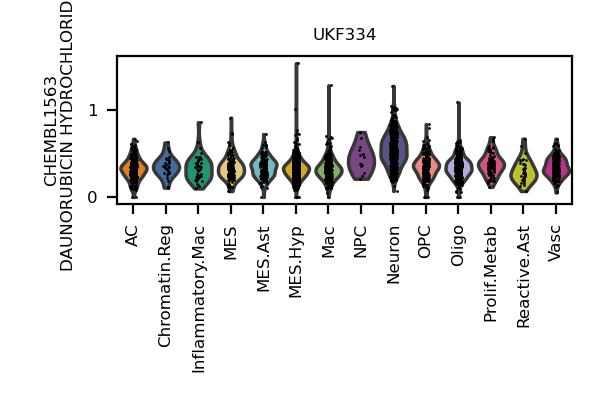 UKF334
CHEMBL1563
DAUNORUBICIN HYDROCHLORID
1
0
AC
Chromatin.Reg
Inflammatory.Mac
MES
MES.Ast
MES.Hyp
Mac
NPC
Neuron
OPC
Oligo
Prolif.Metab
Reactive.Ast
Vasc